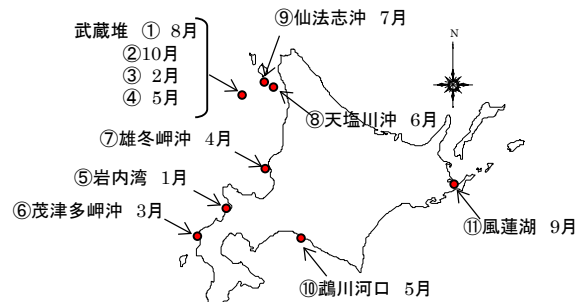 ⑨仙法志沖 7月
武蔵堆 ① 8月
②10月
③ 2月
④ 5月
N
⑧天塩川沖 6月
⑦雄冬岬沖 4月
⑤岩内湾 1月
⑥茂津多岬沖 3月
⑪風蓮湖 9月
⑩鵡川河口 5月